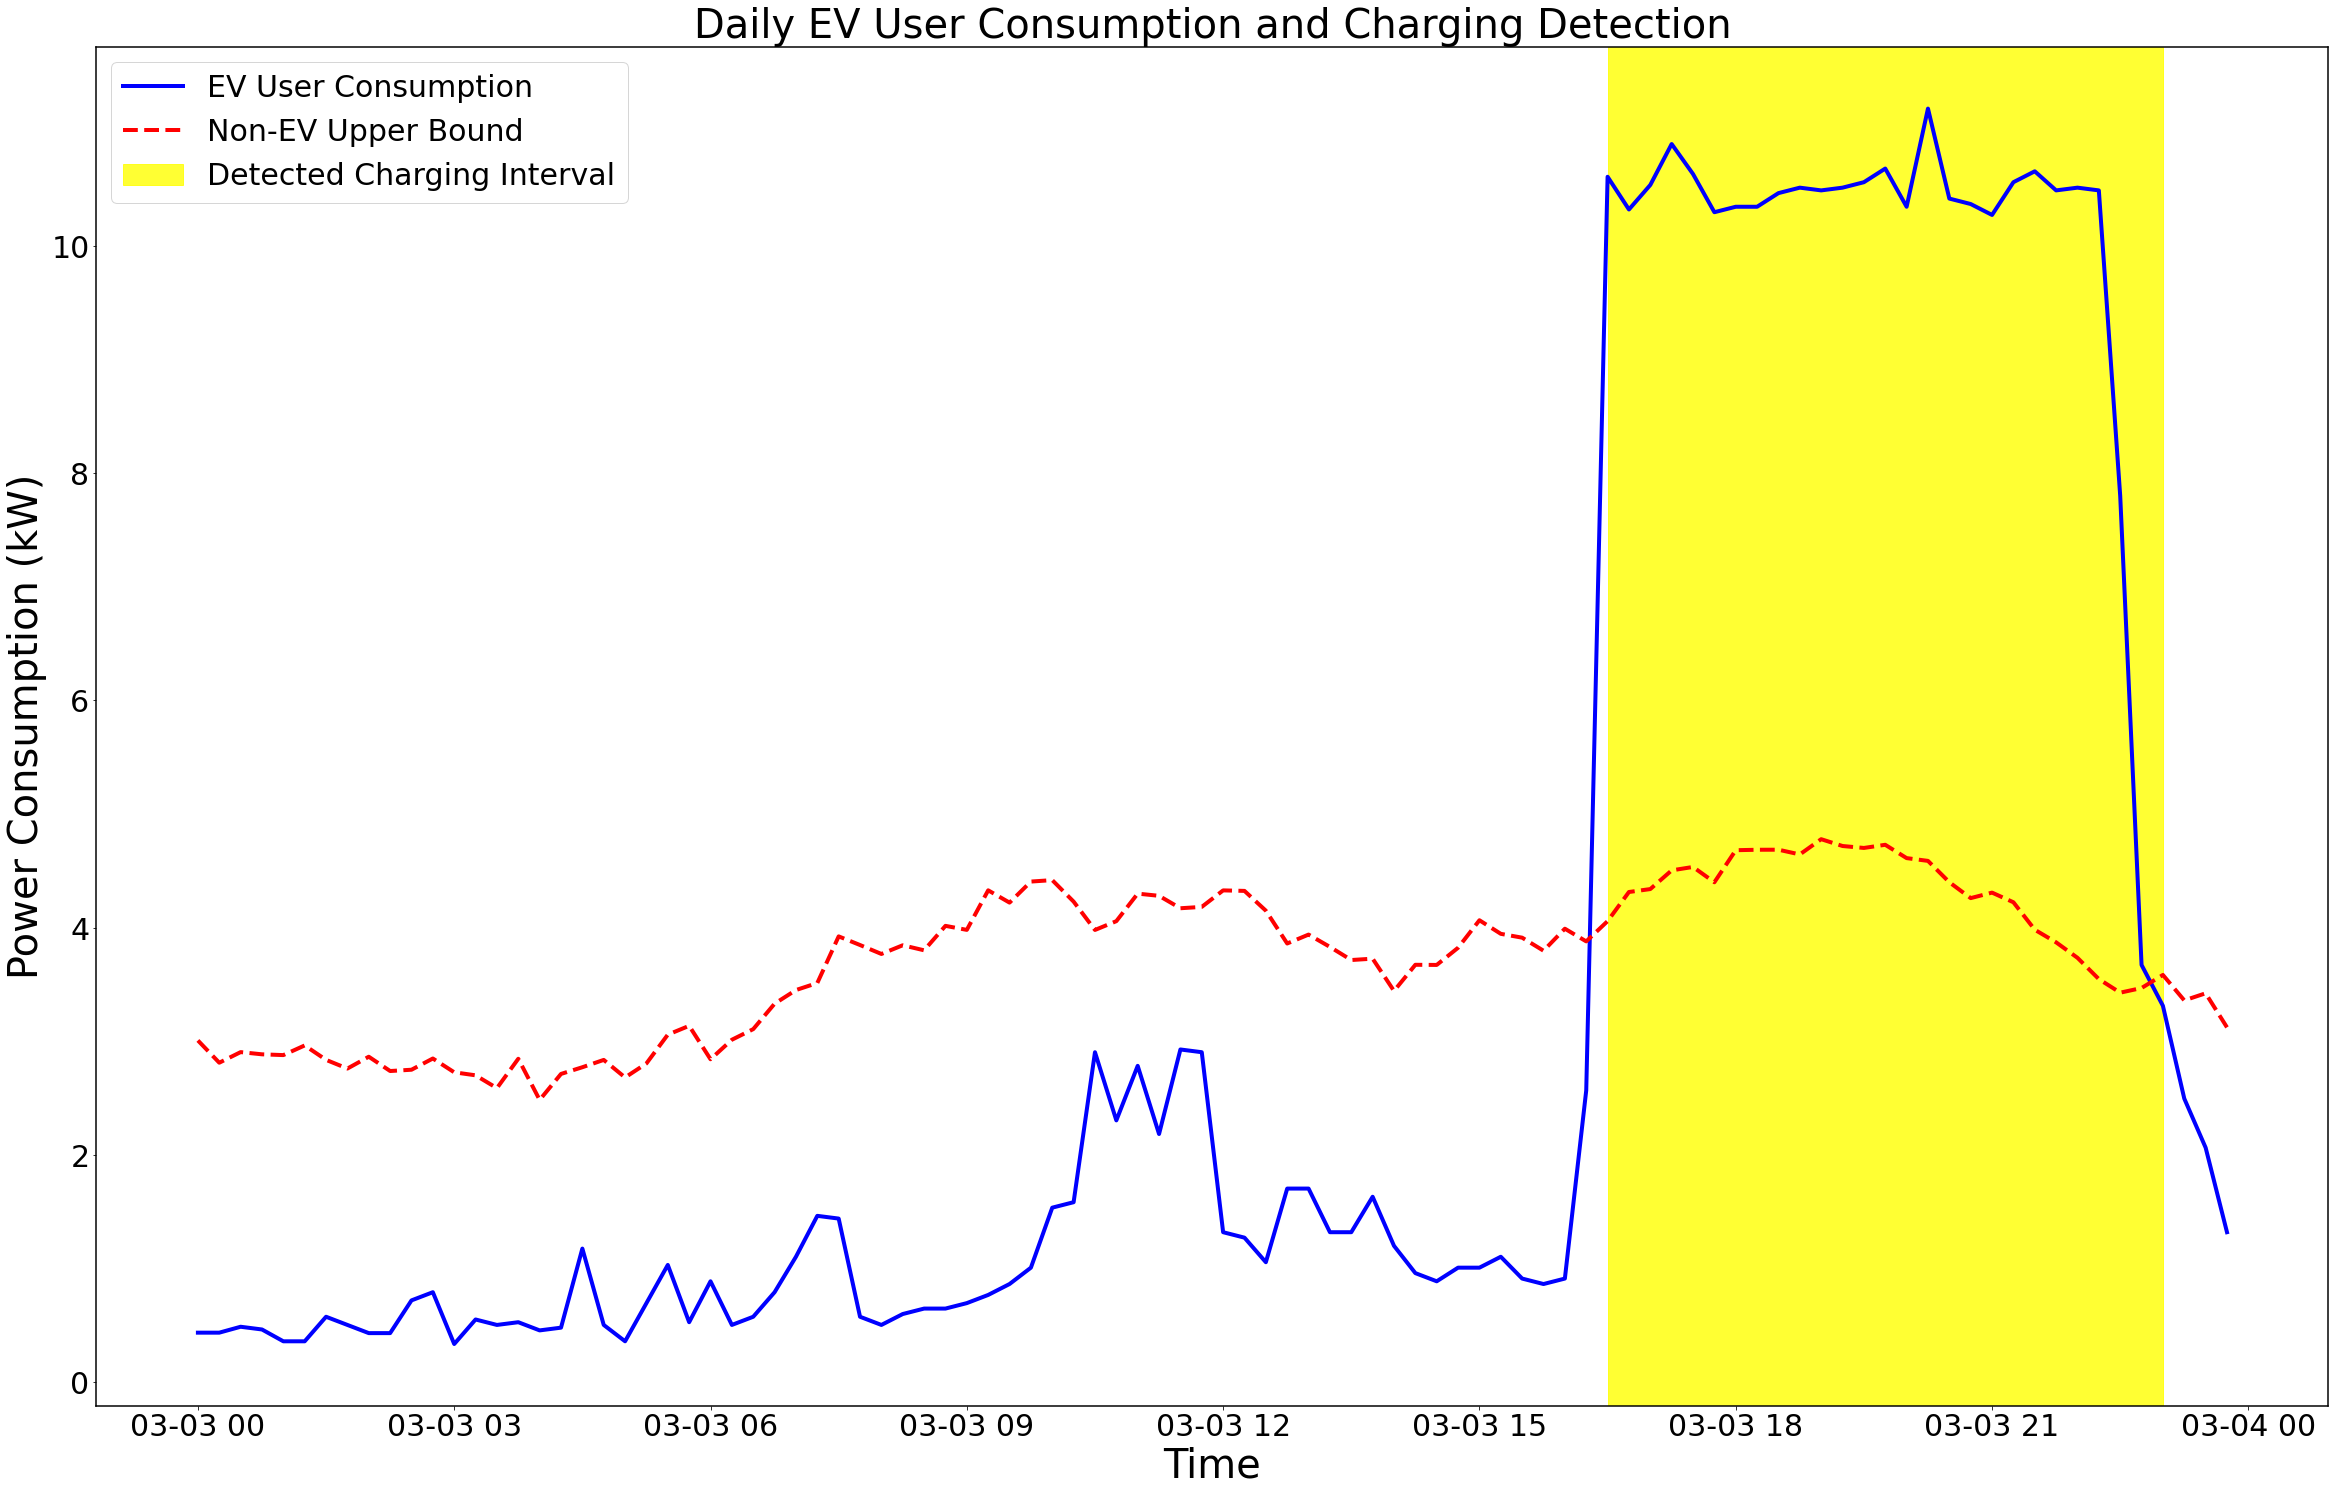 Daily EV User Consumption and Charging Detection
EV User Consumption
Non-EV Upper Bound
Detected Charging Interval
Power Consumption (kW)
10
8
6
4
2
0
03-03 00 03-03 03 03-03 06 03-03 09 03-03 12 03-03 15 03-03 18 03-03 21 03-04 00
Time